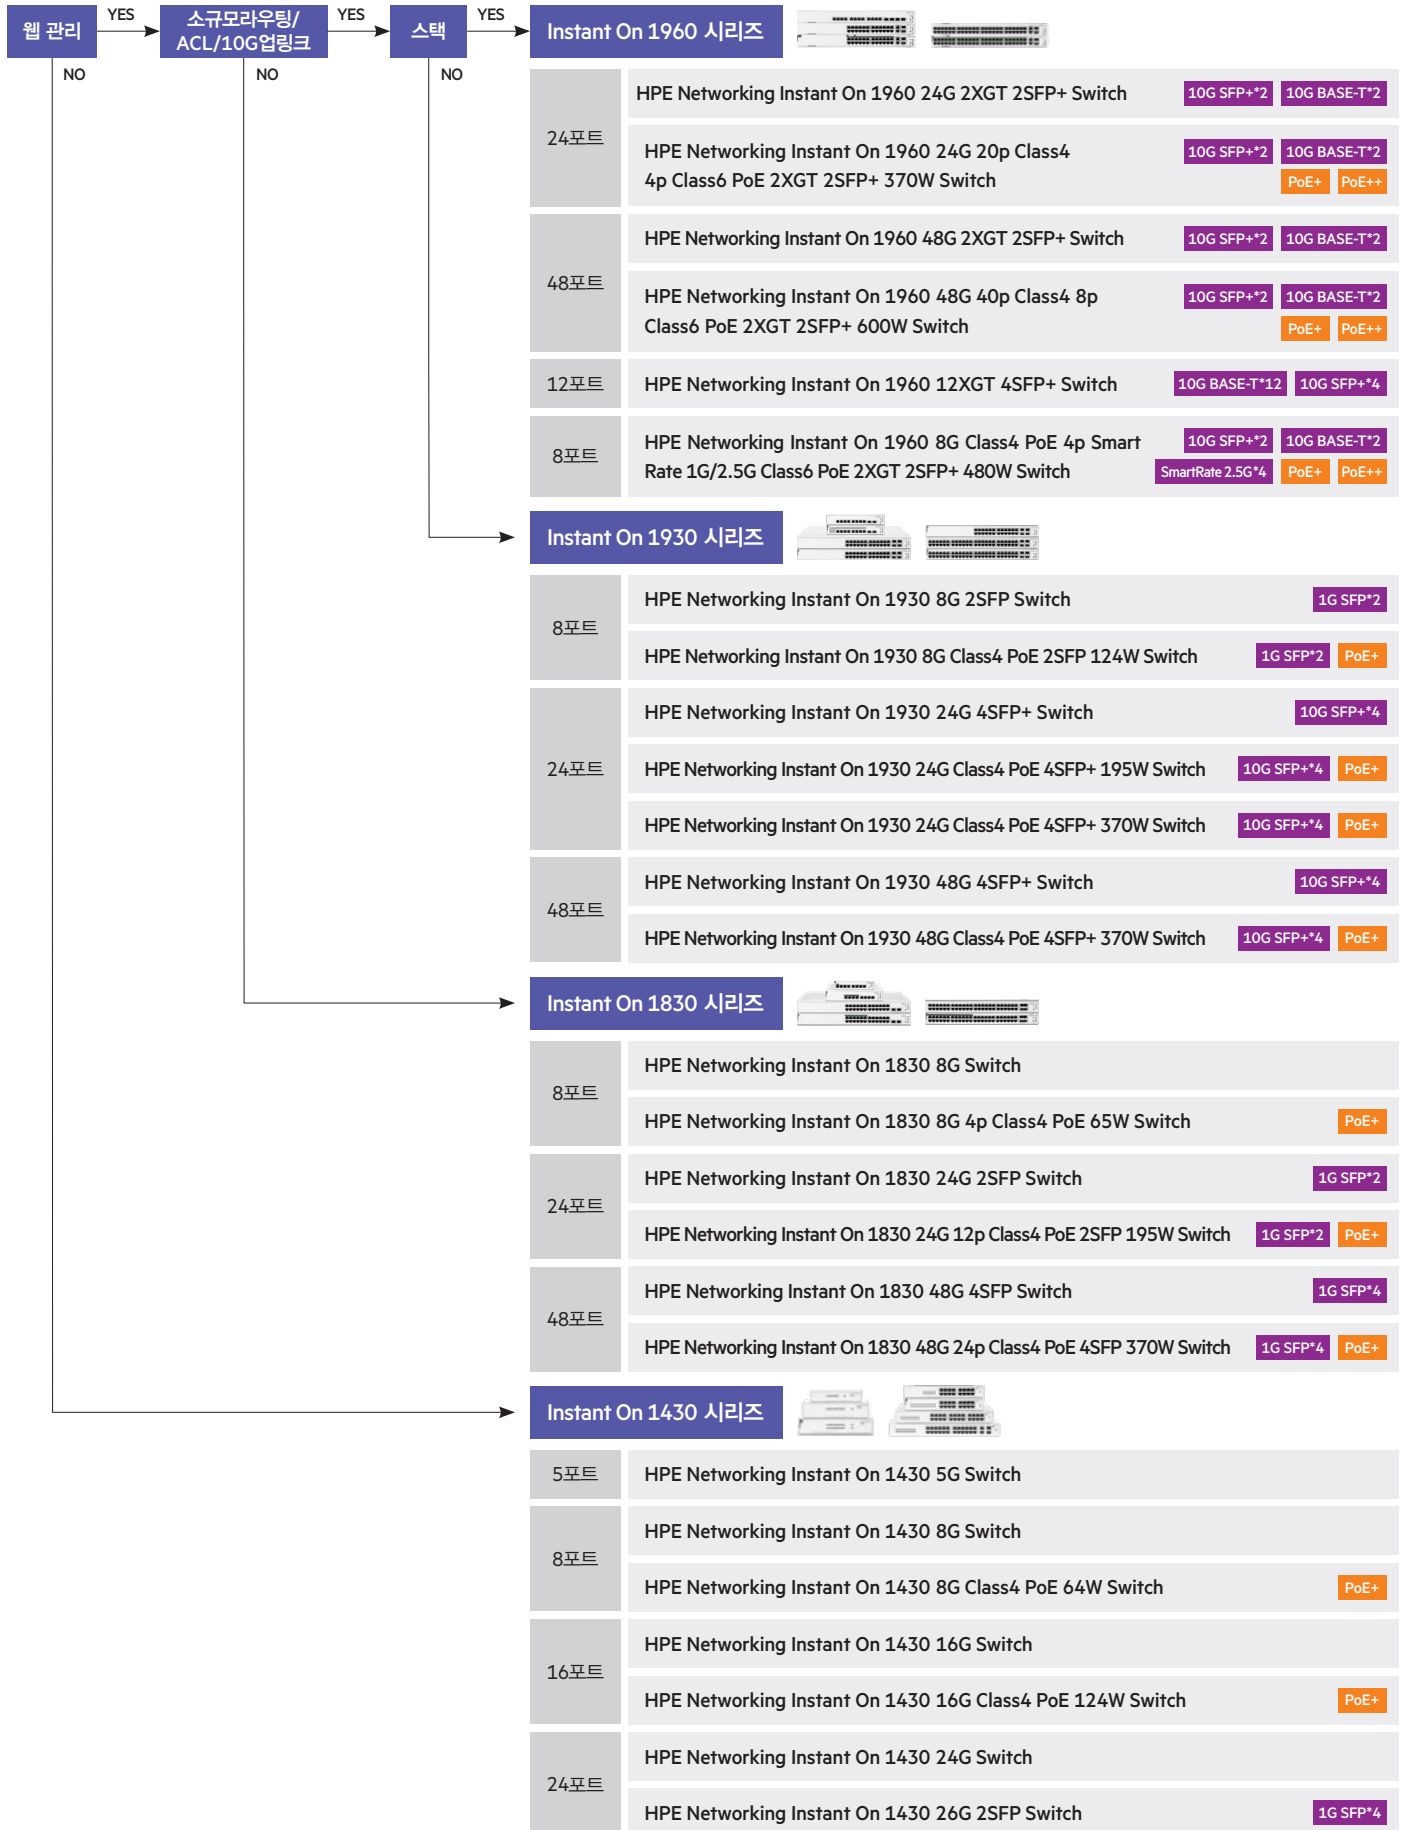 웹 관리
YES
소규모라우팅/
ACL/10G업링크
YES
스택
YES
Instant On 1960 시리즈
NO
NO
NO
24포트
HPE Networking Instant On 1960 24G 2XGT 2SFP+ Switch
10G SFP+*2
10G BASE-T*2
HPE Networking Instant On 1960 24G 20p Class4
4p Class6 PoE 2XGT 2SFP+ 370W Switch
10G SFP+*2
10G BASE-T*2
PoE+
PoE++
48포트
HPE Networking Instant On 1960 48G 2XGT 2SFP+ Switch
10G SFP+*2
10G BASE-T*2
HPE Networking Instant On 1960 48G 40p Class4 8p
Class6 PoE 2XGT 2SFP+ 600W Switch
10G SFP+*2
10G BASE-T*2
PoE+
PoE++
12포트
HPE Networking Instant On 1960 12XGT 4SFP+ Switch
10G BASE-T*12
10G SFP+*4
8포트
HPE Networking Instant On 1960 8G Class4 PoE 4p Smart
Rate 1G/2.5G Class6 PoE 2XGT 2SFP+ 480W Switch
10G SFP+*2
10G BASE-T*2
SmartRate 2.5G*4
PoE+
PoE++
Instant On 1930 시리즈
8포트
HPE Networking Instant On 1930 8G 2SFP Switch
1G SFP*2
HPE Networking Instant On 1930 8G Class4 PoE 2SFP 124W Switch
1G SFP*2
PoE+
24포트
HPE Networking Instant On 1930 24G 4SFP+ Switch
10G SFP+*4
HPE Networking Instant On 1930 24G Class4 PoE 4SFP+ 195W Switch
10G SFP+*4
PoE+
HPE Networking Instant On 1930 24G Class4 PoE 4SFP+ 370W Switch
10G SFP+*4
PoE+
48포트
HPE Networking Instant On 1930 48G 4SFP+ Switch
10G SFP+*4
HPE Networking Instant On 1930 48G Class4 PoE 4SFP+ 370W Switch
10G SFP+*4
PoE+
Instant On 1830 시리즈
8포트
HPE Networking Instant On 1830 8G Switch
HPE Networking Instant On 1830 8G 4p Class4 PoE 65W Switch
PoE+
24포트
HPE Networking Instant On 1830 24G 2SFP Switch
1G SFP*2
HPE Networking Instant On 1830 24G 12p Class4 PoE 2SFP 195W Switch
1G SFP*2
PoE+
48포트
HPE Networking Instant On 1830 48G 4SFP Switch
1G SFP*4
HPE Networking Instant On 1830 48G 24p Class4 PoE 4SFP 370W Switch
1G SFP*4
PoE+
Instant On 1430 시리즈
5포트
HPE Networking Instant On 1430 5G Switch
8포트
HPE Networking Instant On 1430 8G Switch
HPE Networking Instant On 1430 8G Class4 PoE 64W Switch
PoE+
16포트
HPE Networking Instant On 1430 16G Switch
HPE Networking Instant On 1430 16G Class4 PoE 124W Switch
PoE+
24포트
HPE Networking Instant On 1430 24G Switch
HPE Networking Instant On 1430 26G 2SFP Switch
1G SFP*4